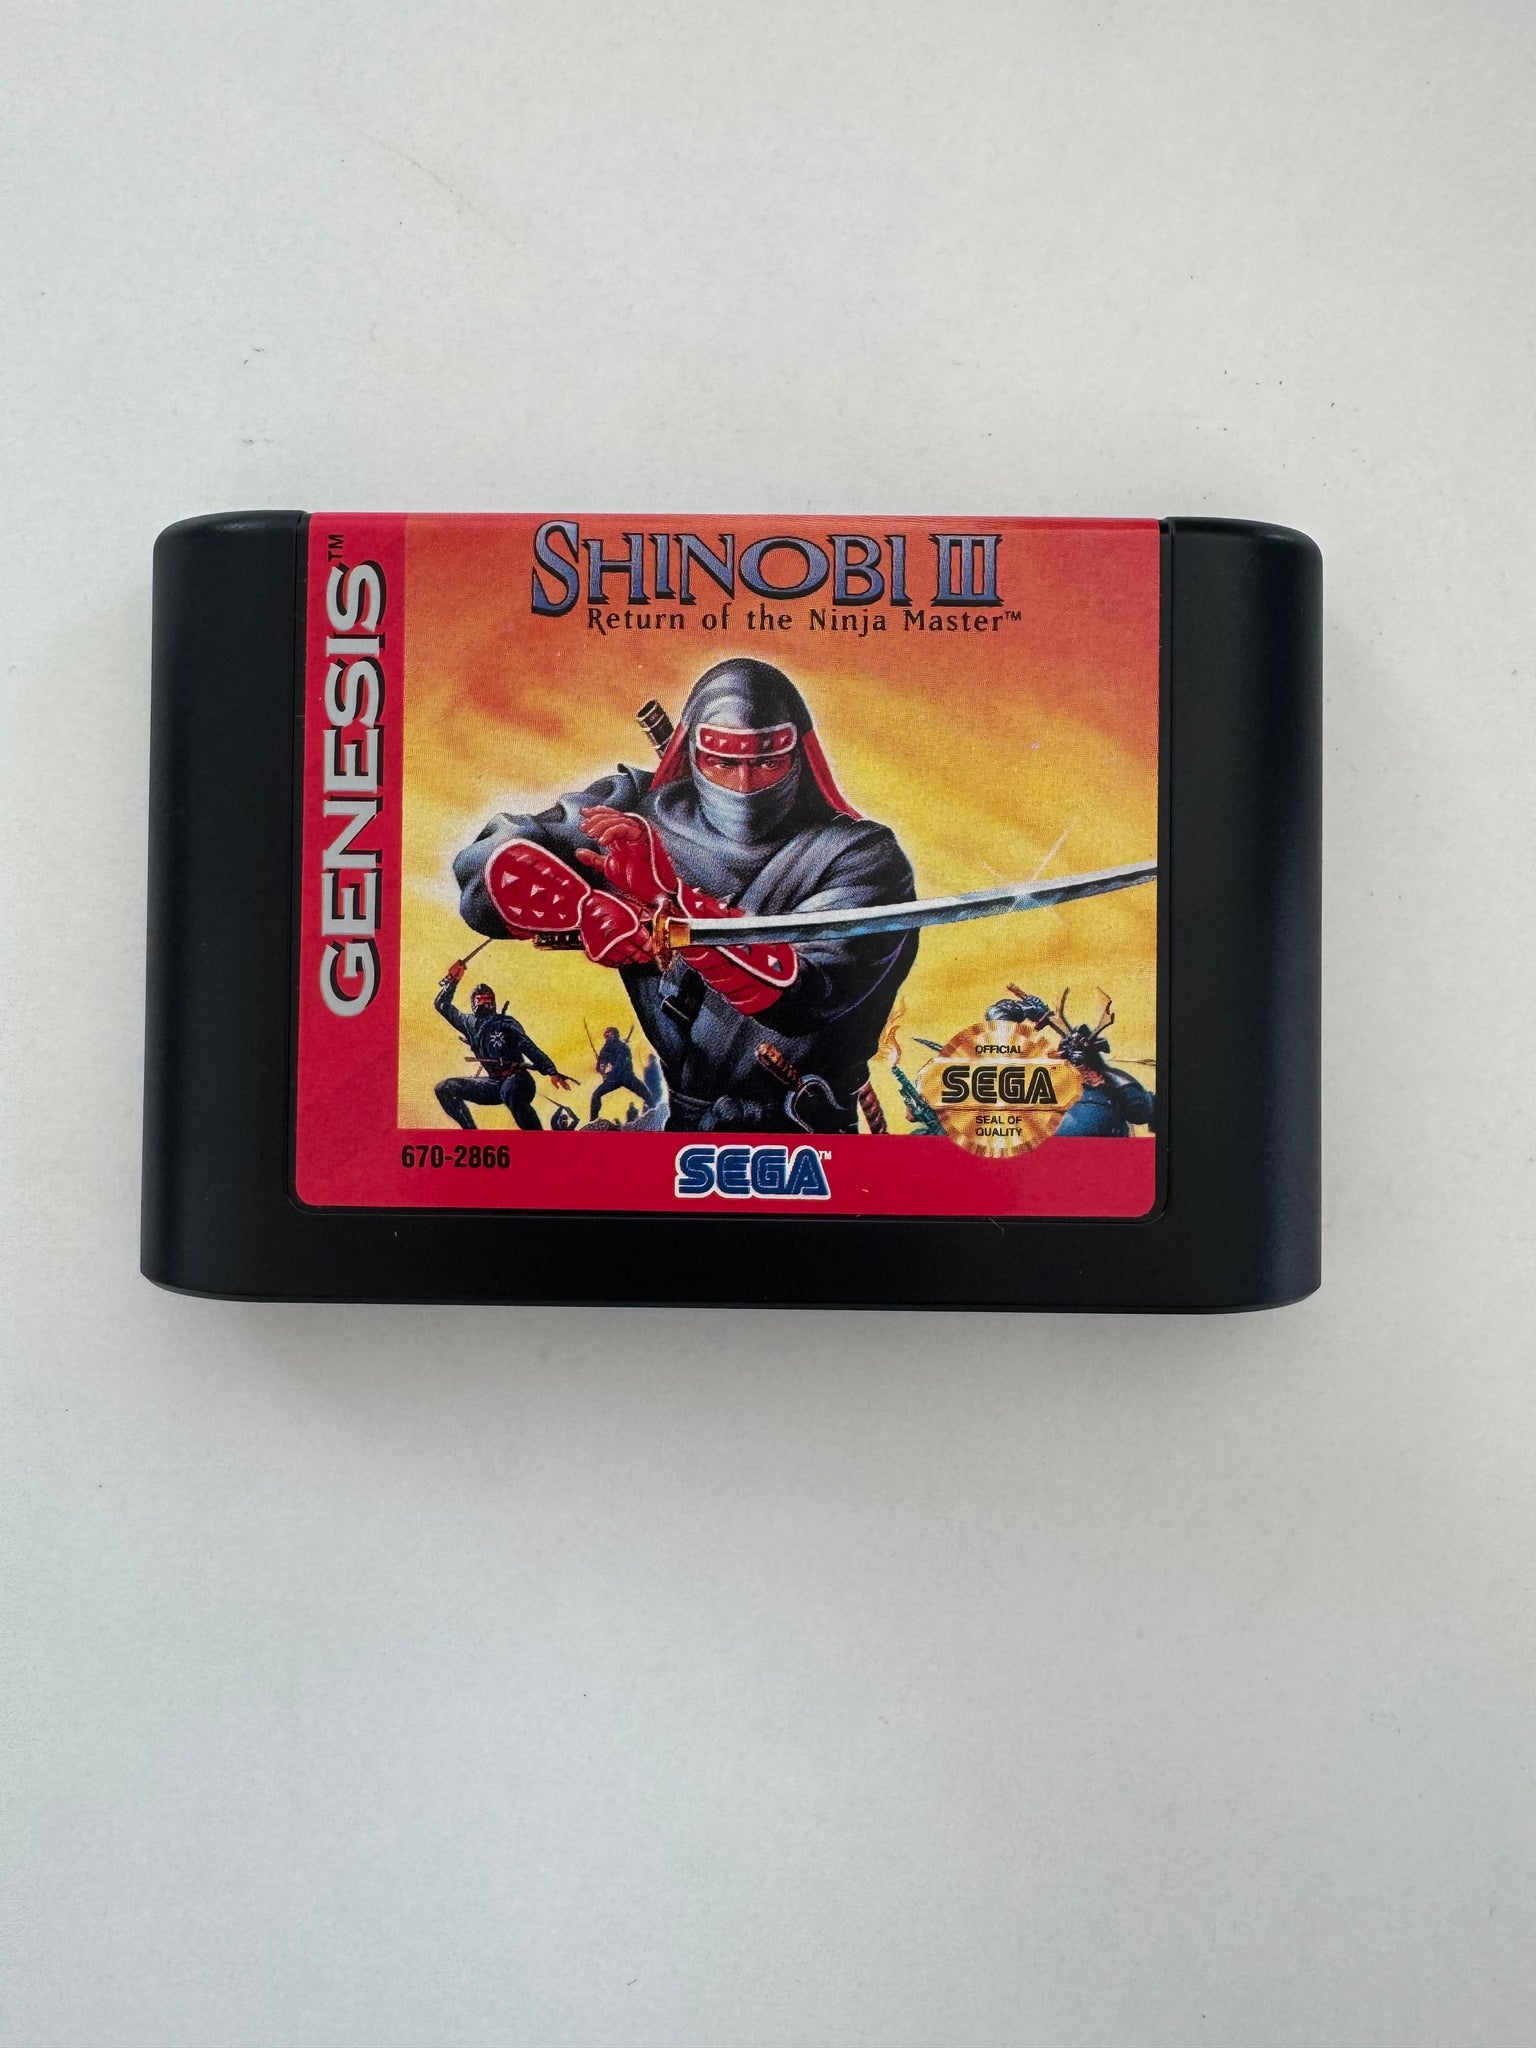 GENESIS™
SHINOBI III
Return of the Ninja Master™
OFFICIAL
SEGA
SEAL OF
QUALITY
670-2866
SEGA™